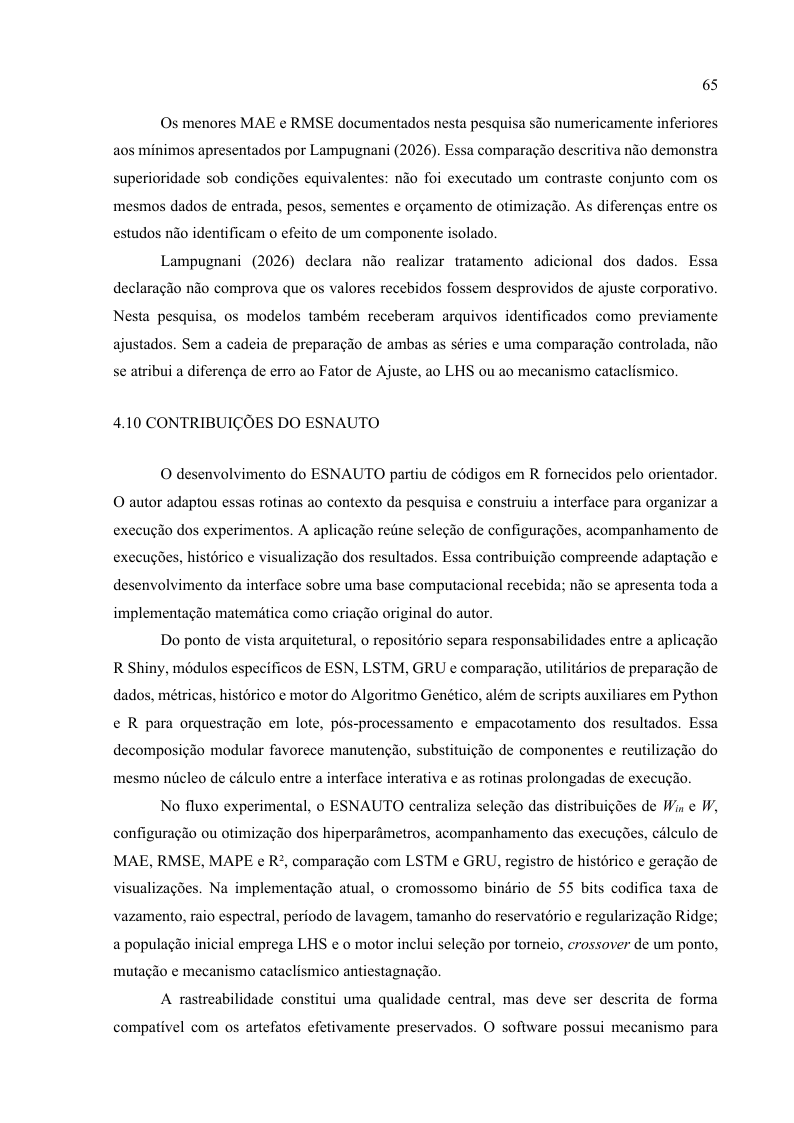 65
Os menores MAE e RMSE documentados nesta pesquisa são numericamente inferiores
aos mínimos apresentados por Lampugnani (2026). Essa comparação descritiva não demonstra
superioridade sob condições equivalentes: não foi executado um contraste conjunto com os
mesmos dados de entrada, pesos, sementes e orçamento de otimização. As diferenças entre os
estudos não identificam o efeito de um componente isolado.
Lampugnani (2026) declara não realizar tratamento adicional dos dados. Essa
declaração não comprova que os valores recebidos fossem desprovidos de ajuste corporativo.
Nesta pesquisa, os modelos também receberam arquivos identificados como previamente
ajustados. Sem a cadeia de preparação de ambas as séries e uma comparação controlada, não
se atribui a diferença de erro ao Fator de Ajuste, ao LHS ou ao mecanismo cataclísmico.
4.10 CONTRIBUIÇÕES DO ESNAUTO
O desenvolvimento do ESNAUTO partiu de códigos em R fornecidos pelo orientador.
O autor adaptou essas rotinas ao contexto da pesquisa e construiu a interface para organizar a
execução dos experimentos. A aplicação reúne seleção de configurações, acompanhamento de
execuções, histórico e visualização dos resultados. Essa contribuição compreende adaptação e
desenvolvimento da interface sobre uma base computacional recebida; não se apresenta toda a
implementação matemática como criação original do autor.
Do ponto de vista arquitetural, o repositório separa responsabilidades entre a aplicação
R Shiny, módulos específicos de ESN, LSTM, GRU e comparação, utilitários de preparação de
dados, métricas, histórico e motor do Algoritmo Genético, além de scripts auxiliares em Python
e R para orquestração em lote, pós-processamento e empacotamento dos resultados. Essa
decomposição modular favorece manutenção, substituição de componentes e reutilização do
mesmo núcleo de cálculo entre a interface interativa e as rotinas prolongadas de execução.
No fluxo experimental, o ESNAUTO centraliza seleção das distribuições de Win e W,
configuração ou otimização dos hiperparâmetros, acompanhamento das execuções, cálculo de
MAE, RMSE, MAPE e R², comparação com LSTM e GRU, registro de histórico e geração de
visualizações. Na implementação atual, o cromossomo binário de 55 bits codifica taxa de
vazamento, raio espectral, período de lavagem, tamanho do reservatório e regularização Ridge;
a população inicial emprega LHS e o motor inclui seleção por torneio, crossover de um ponto,
mutação e mecanismo cataclísmico antiestagnação.
A rastreabilidade constitui uma qualidade central, mas deve ser descrita de forma
compatível com os artefatos efetivamente preservados. O software possui mecanismo para